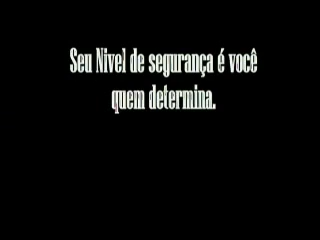 Seu Nivel de segurança é você
quem determina.